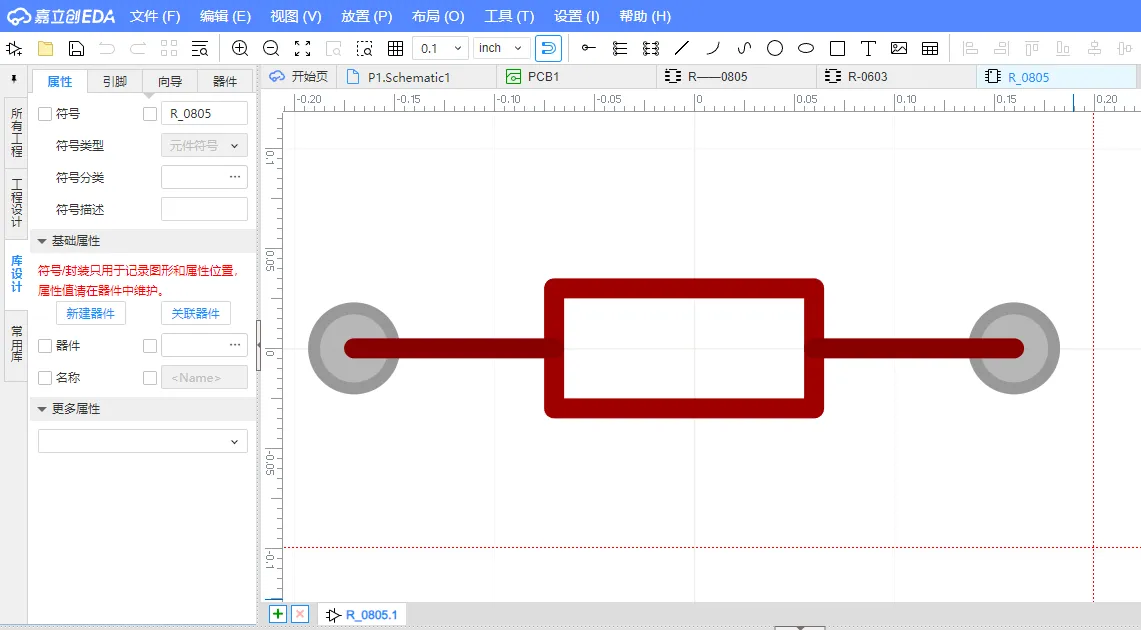 嘉立创EDA 文件 (F) 编辑 (E) 视图 (V) 放置 (P) 布局 (O) 工具 (T) 设置 (I) 帮助 (H)
0.1 inch
属性 引脚 向导 器件
开始页 P1.Schematic1 PCB1 R——0805 R-0603 R_0805
所有工程
工程设计
库设计
常用库
符号 R_0805
符号类型 元件符号
符号分类 ...
符号描述
基础属性
符号/封装只用于记录图形和属性位置，
属性值请在器件中维护。
新建器件 关联器件
器件 ...
名称 <Name>
更多属性
-0.20 -0.15 -0.10 -0.05 0 0.05 0.10 0.15 0.20
0.1
0.05
0
-0.05
-0.1
R_0805.1